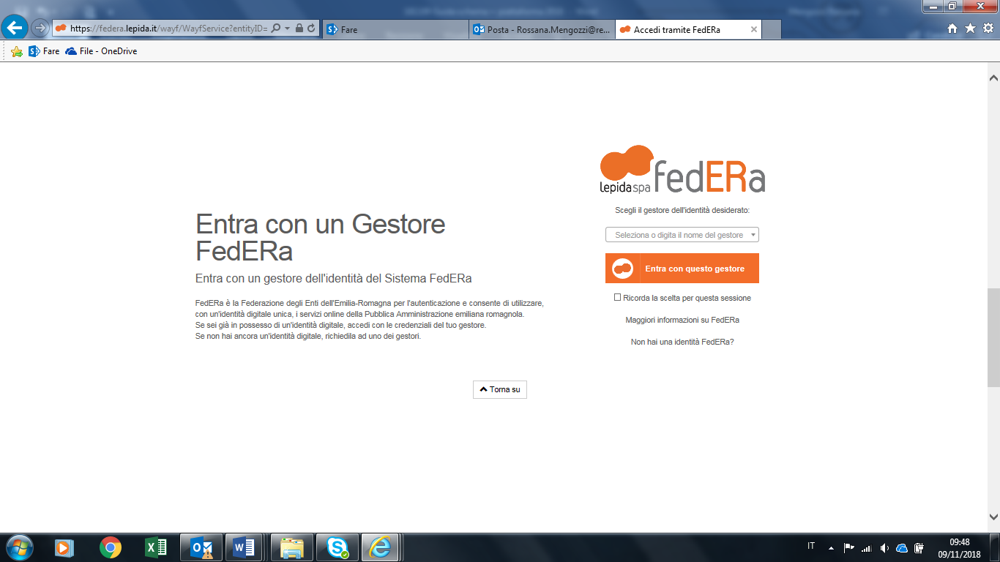 https://federa.lepida.it/wayf/WayfService?entityID=
Fare
Posta - Rossana.Mengozzi@re...
Accedi tramite FedERa
Fare
File - OneDrive
lepidaspa
fedERa
Scegli il gestore dell'identità desiderato:
Seleziona o digita il nome del gestore
Entra con questo gestore
Ricorda la scelta per questa sessione
Maggiori informazioni su FedERa
Non hai una identità FedERa?
Entra con un Gestore
FedERa
Entra con un gestore dell'identità del Sistema FedERa
FedERa è la Federazione degli Enti dell'Emilia-Romagna per l'autenticazione e consente di utilizzare,
con un'identità digitale unica, i servizi online della Pubblica Amministrazione emiliana romagnola.
Se sei già in possesso di un'identità digitale, accedi con le credenziali del tuo gestore.
Se non hai ancora un'identità digitale, richiedila ad uno dei gestori.
Torna su
IT
09:48
09/11/2018